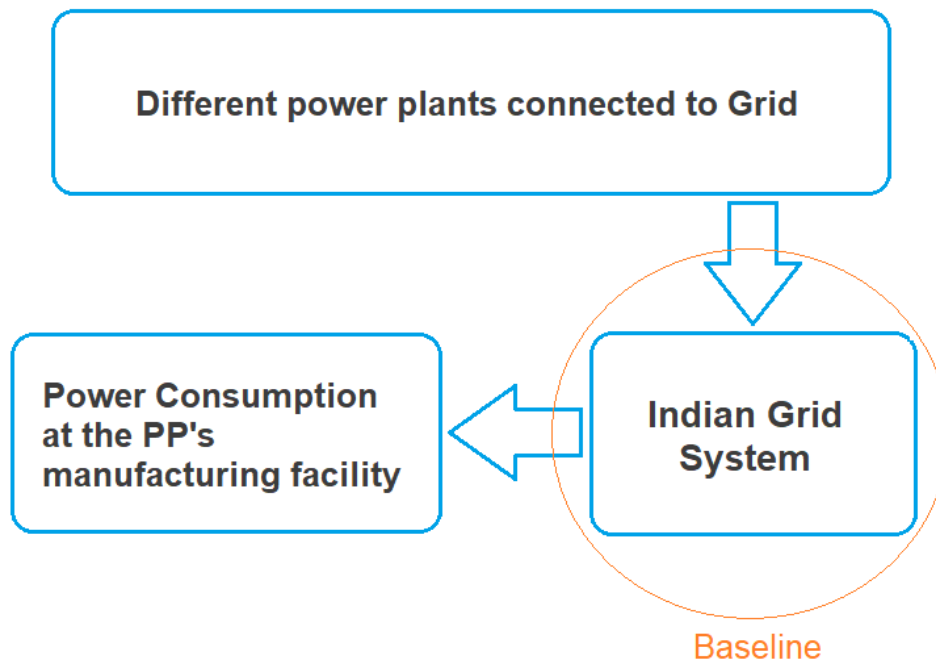 Different power plants connected to Grid
Power Consumption
at the PP's
manufacturing facility
Indian Grid
System
Baseline